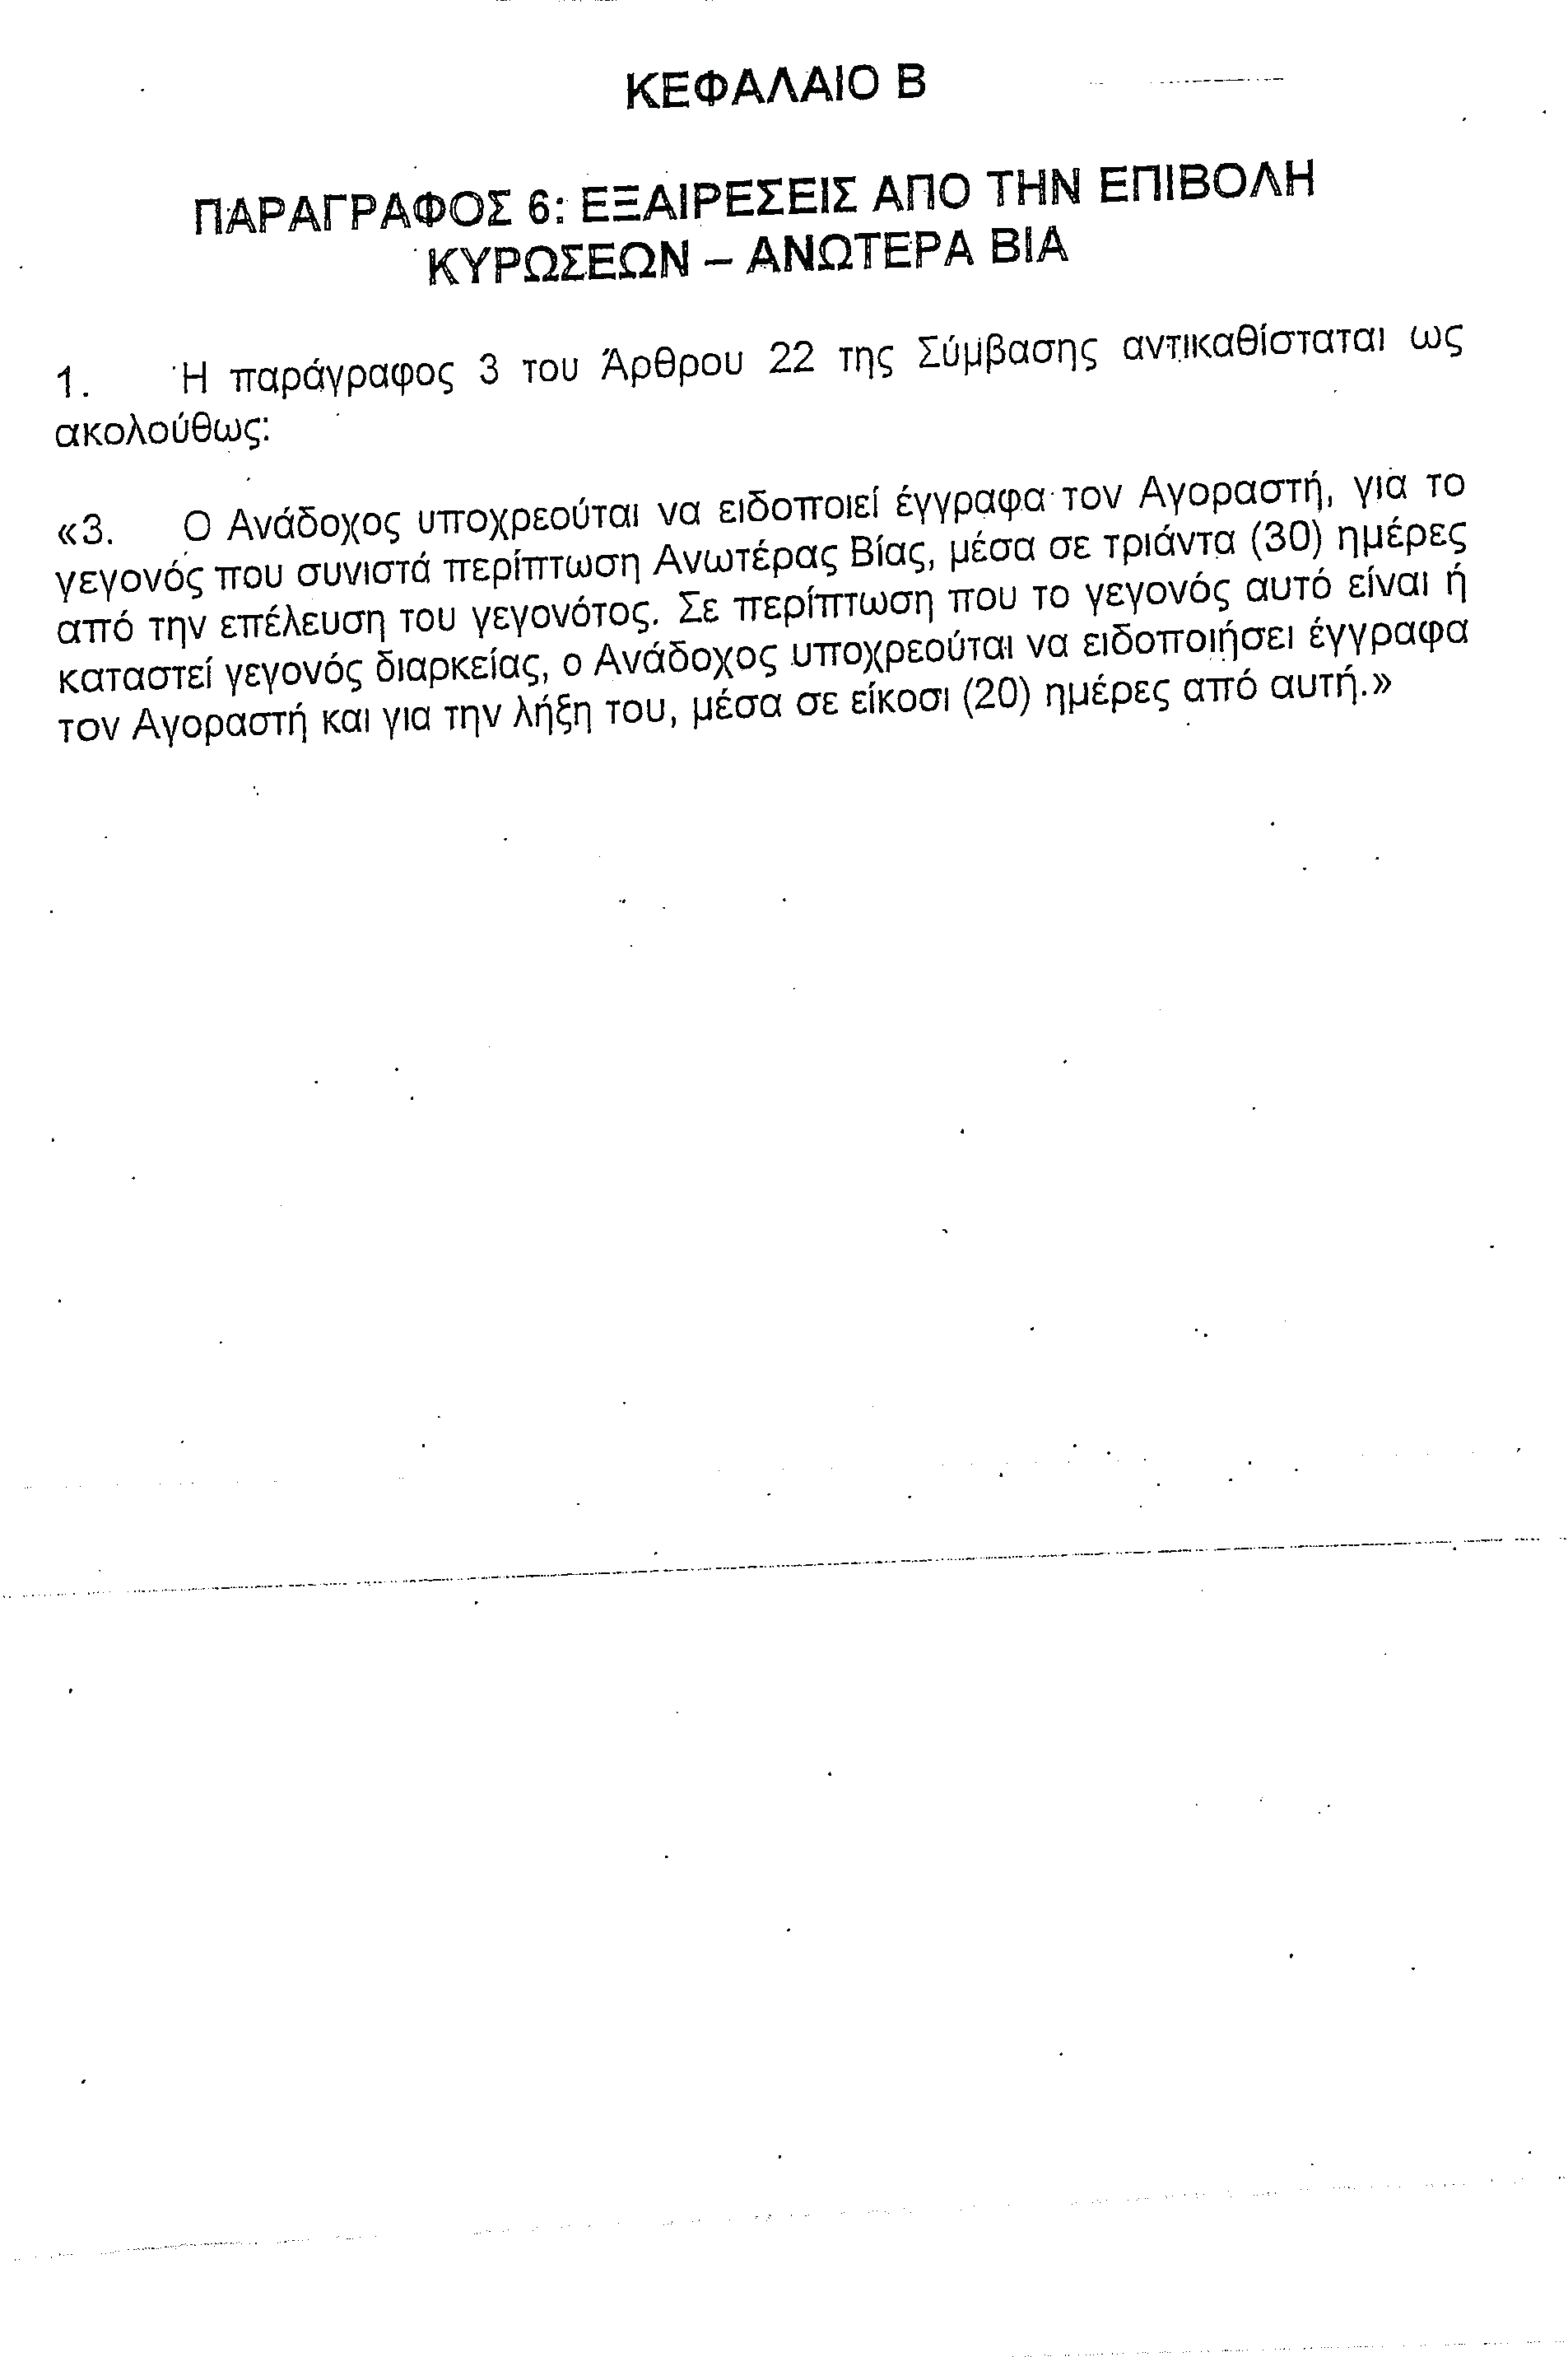 ΚΕΦΑΛΑΙΟ Β
ΠΑΡΑΓΡΑΦΟΣ 6: ΕΞΑΙΡΕΣΕΙΣ ΑΠΟ ΤΗΝ ΕΠΙΒΟΛΗ
ΚΥΡΩΣΕΩΝ – ΑΝΩΤΕΡΑ ΒΙΑ
1. Η παράγραφος 3 του Άρθρου 22 της Σύμβασης αντικαθίσταται ως
ακολούθως:
«3. Ο Ανάδοχος υποχρεούται να ειδοποιεί έγγραφα τον Αγοραστή, για το
γεγονός που συνιστά περίπτωση Ανωτέρας Βίας, μέσα σε τριάντα (30) ημέρες
από την επέλευση του γεγονότος. Σε περίπτωση που το γεγονός αυτό είναι ή
καταστεί γεγονός διαρκείας, ο Ανάδοχος υποχρεούται να ειδοποιήσει έγγραφα
τον Αγοραστή και για την λήξη του, μέσα σε είκοσι (20) ημέρες από αυτή.»